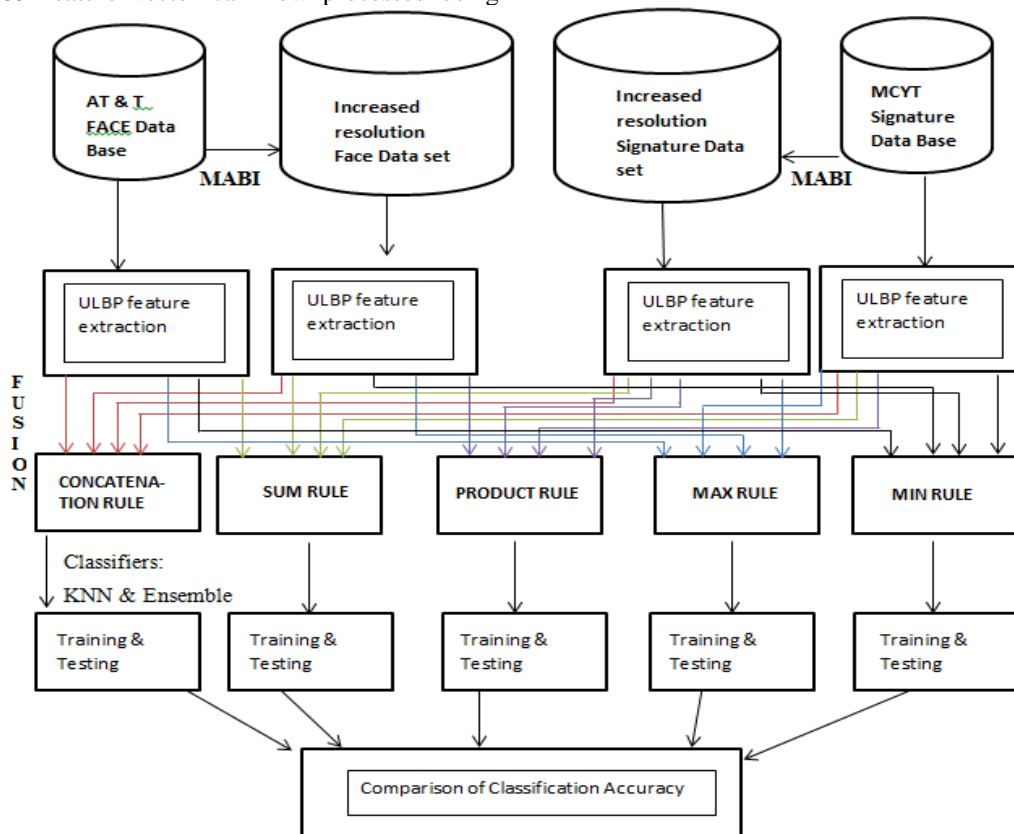 AT & T
FACE Data
Base
Increased
resolution
Face Data set
Increased
resolution
Signature Data
set
MCYT
Signature
Data Base
MABI
MABI
ULBP feature
extraction
ULBP feature
extraction
ULBP feature
extraction
ULBP feature
extraction
F
U
S
I
O
N
CONCATENA-
TION RULE
SUM RULE
PRODUCT RULE
MAX RULE
MIN RULE
Classifiers:
KNN & Ensemble
Training &
Testing
Training &
Testing
Training &
Testing
Training &
Testing
Training &
Testing
Comparison of Classification Accuracy